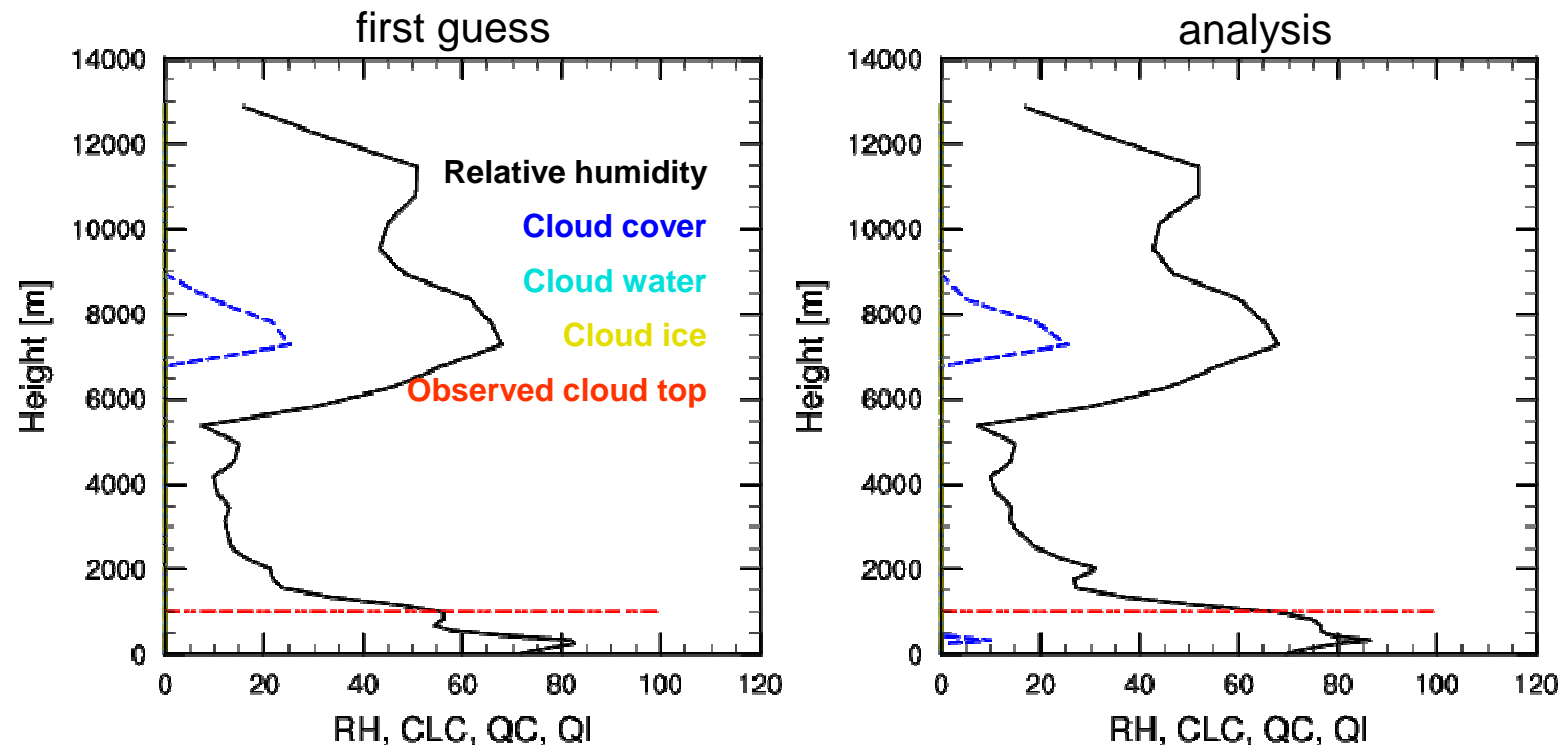 first guess
14000
12000
10000
8000
6000
4000
2000
0
Height [m]
Relative humidity
Cloud cover
Cloud water
Cloud ice
Observed cloud top
0 20 40 60 80 100 120
RH, CLC, QC, QI
analysis
14000
12000
10000
8000
6000
4000
2000
0
Height [m]
0 20 40 60 80 100 120
RH, CLC, QC, QI